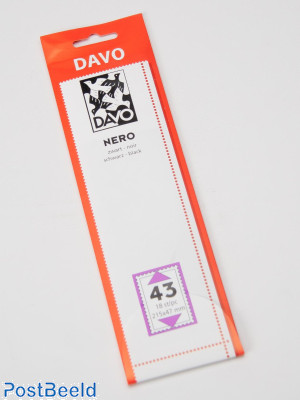 DAVO
DAVO
NERO
zwart · noir
schwarz · black
43
18 strips
215x47 mm
PostBeeld